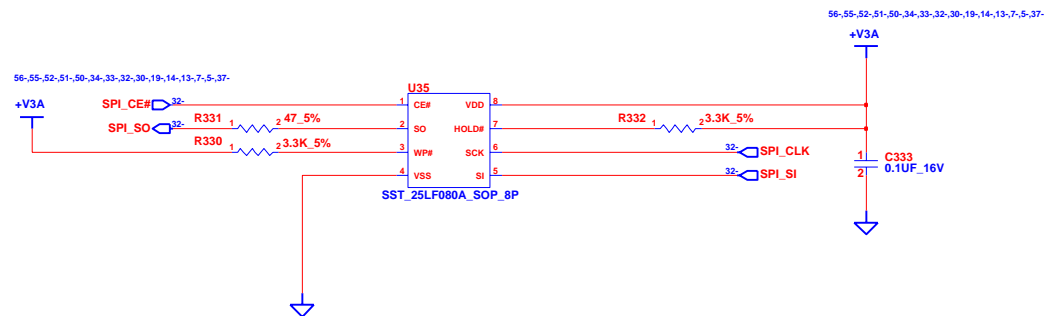 56-,55-,52-,51-,50-,34-,33-,32-,30-,19-,14-,13-,7-,5-,37-
+V3A
56-,55-,52-,51-,50-,34-,33-,32-,30-,19-,14-,13-,7-,5-,37-
+V3A
U35
SPI_CE# 32- 1 CE# VDD 8
SPI_SO 32- R331 1 2 47_5% 2 SO HOLD# 7 R332 1 2 3.3K_5%
R330 1 2 3.3K_5% 3 WP# SCK 6 32- SPI_CLK
4 VSS SI 5 32- SPI_SI
1 C333
2 0.1UF_16V
SST_25LF080A_SOP_8P